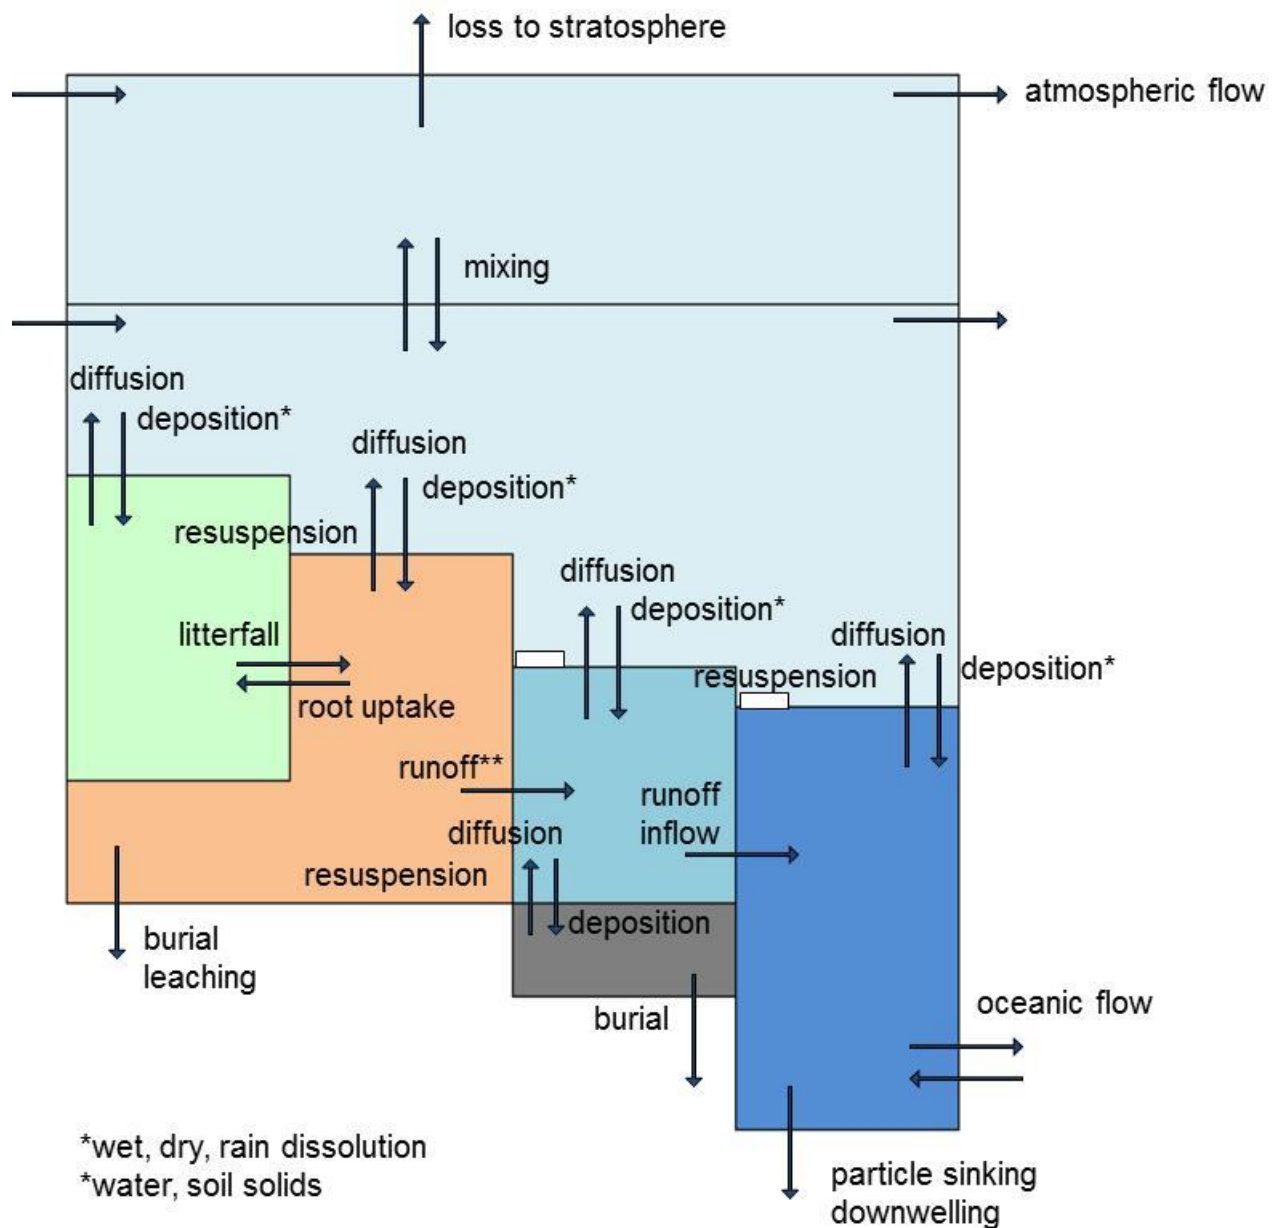 loss to stratosphere
atmospheric flow
mixing
diffusion
deposition*
diffusion
deposition*
resuspension
diffusion
deposition*
litterfall
diffusion
deposition*
resuspension
root uptake
runoff**
runoff
inflow
diffusion
resuspension
deposition
burial
leaching
burial
oceanic flow
*wet, dry, rain dissolution
*water, soil solids
particle sinking
downwelling